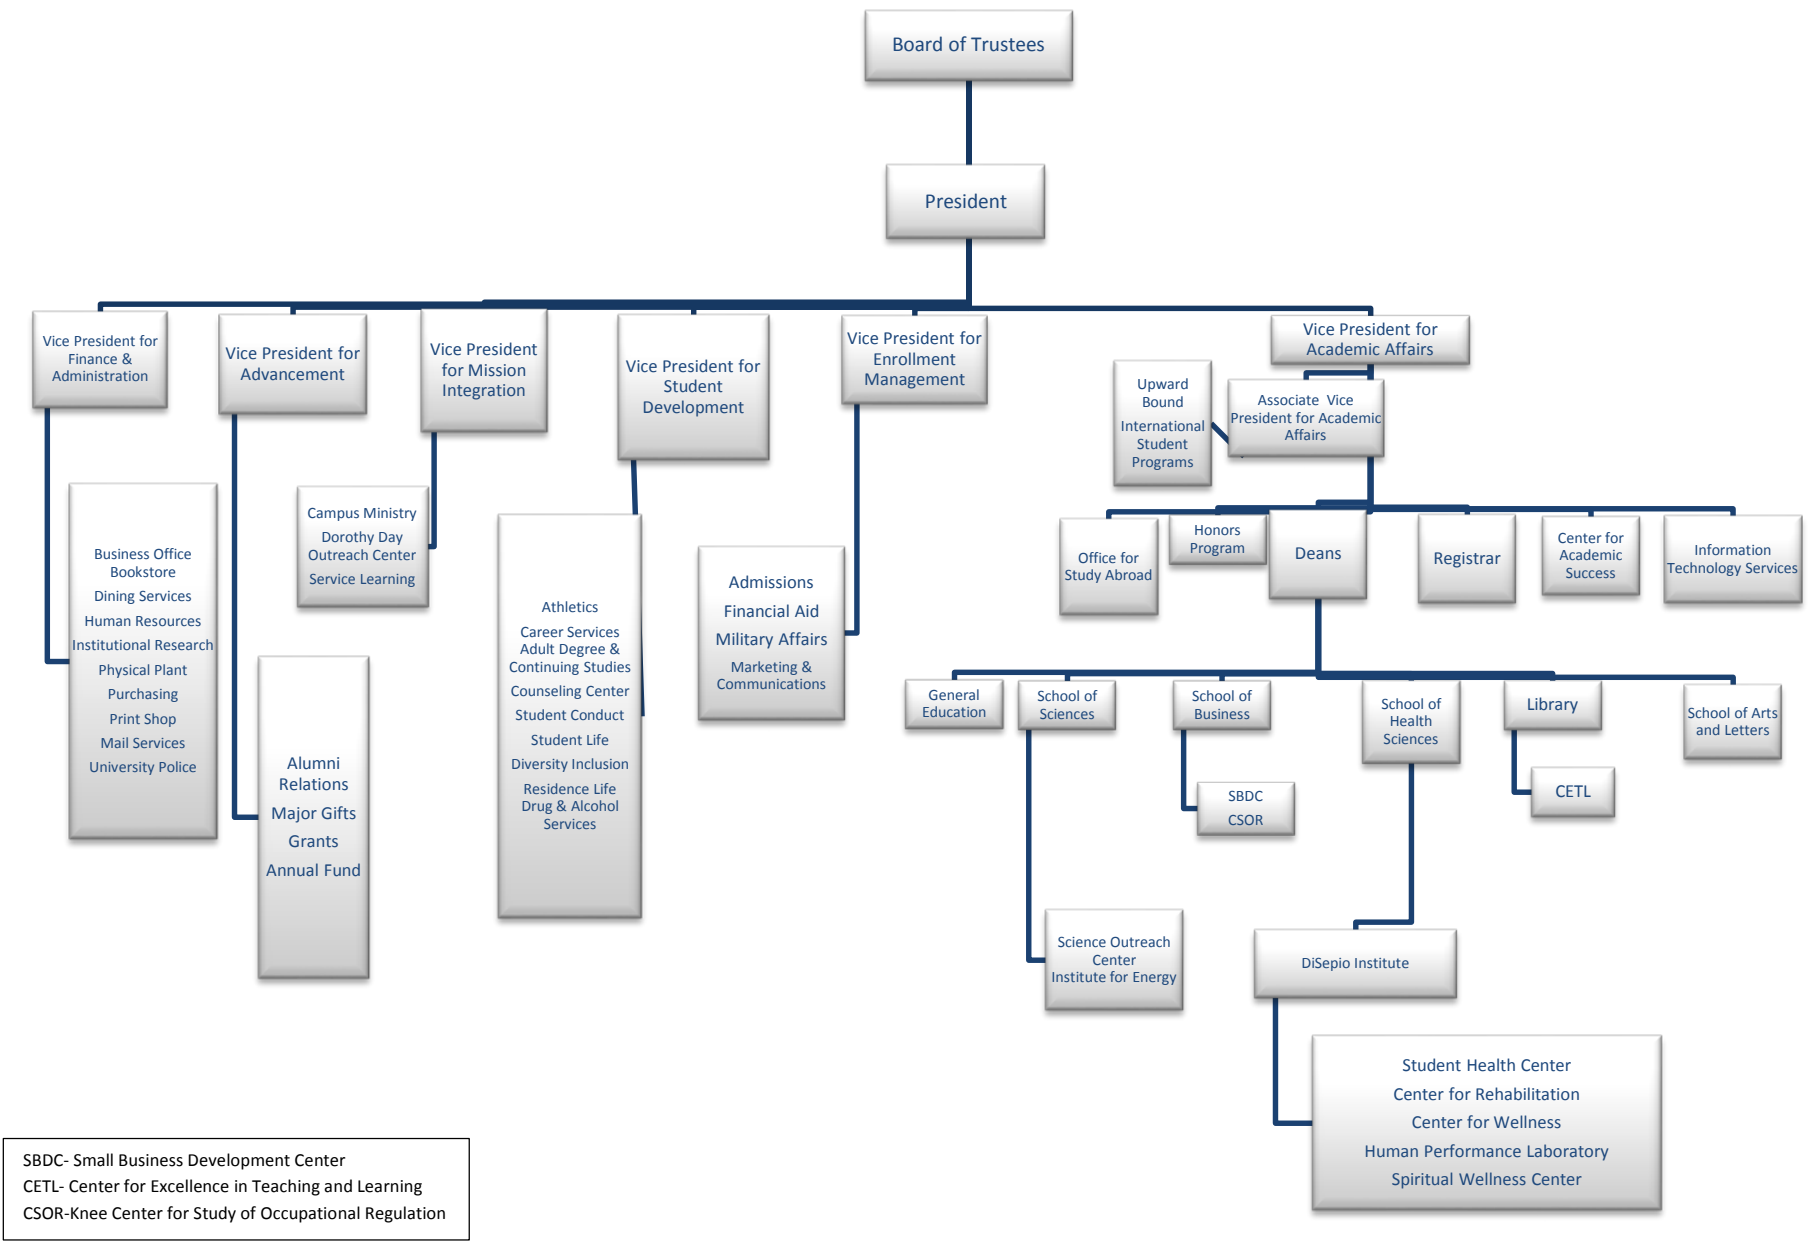 Board of Trustees
President
Vice President for
Finance &
Administration
Vice President for
Advancement
Vice President
for Mission
Integration
Vice President for
Student
Development
Vice President for
Enrollment
Management
Vice President for
Academic Affairs
Upward
Bound
International
Student
Programs
Associate  Vice
President for Academic
Affairs
Business Office
Bookstore
Dining Services
Human Resources
Institutional Research
Physical Plant
Purchasing
Print Shop
Mail Services
University Police
Alumni
Relations
Major Gifts
Grants
Annual Fund
Campus Ministry
Dorothy Day
Outreach Center
Service Learning
Athletics
Career Services
Adult Degree &
Continuing Studies
Counseling Center
Student Conduct
Student Life
Diversity Inclusion
Residence Life
Drug & Alcohol
Services
Admissions
Financial Aid
Military Affairs
Marketing &
Communications
Office for
Study Abroad
Honors
Program
Deans
Registrar
Center for
Academic
Success
Information
Technology Services
General
Education
School of
Sciences
School of
Business
School of
Health
Sciences
Library
School of Arts
and Letters
SBDC
CSOR
CETL
Science Outreach
Center
Institute for Energy
DiSepio Institute
Student Health Center
Center for Rehabilitation
Center for Wellness
Human Performance Laboratory
Spiritual Wellness Center
SBDC- Small Business Development Center
CETL- Center for Excellence in Teaching and Learning
CSOR-Knee Center for Study of Occupational Regulation